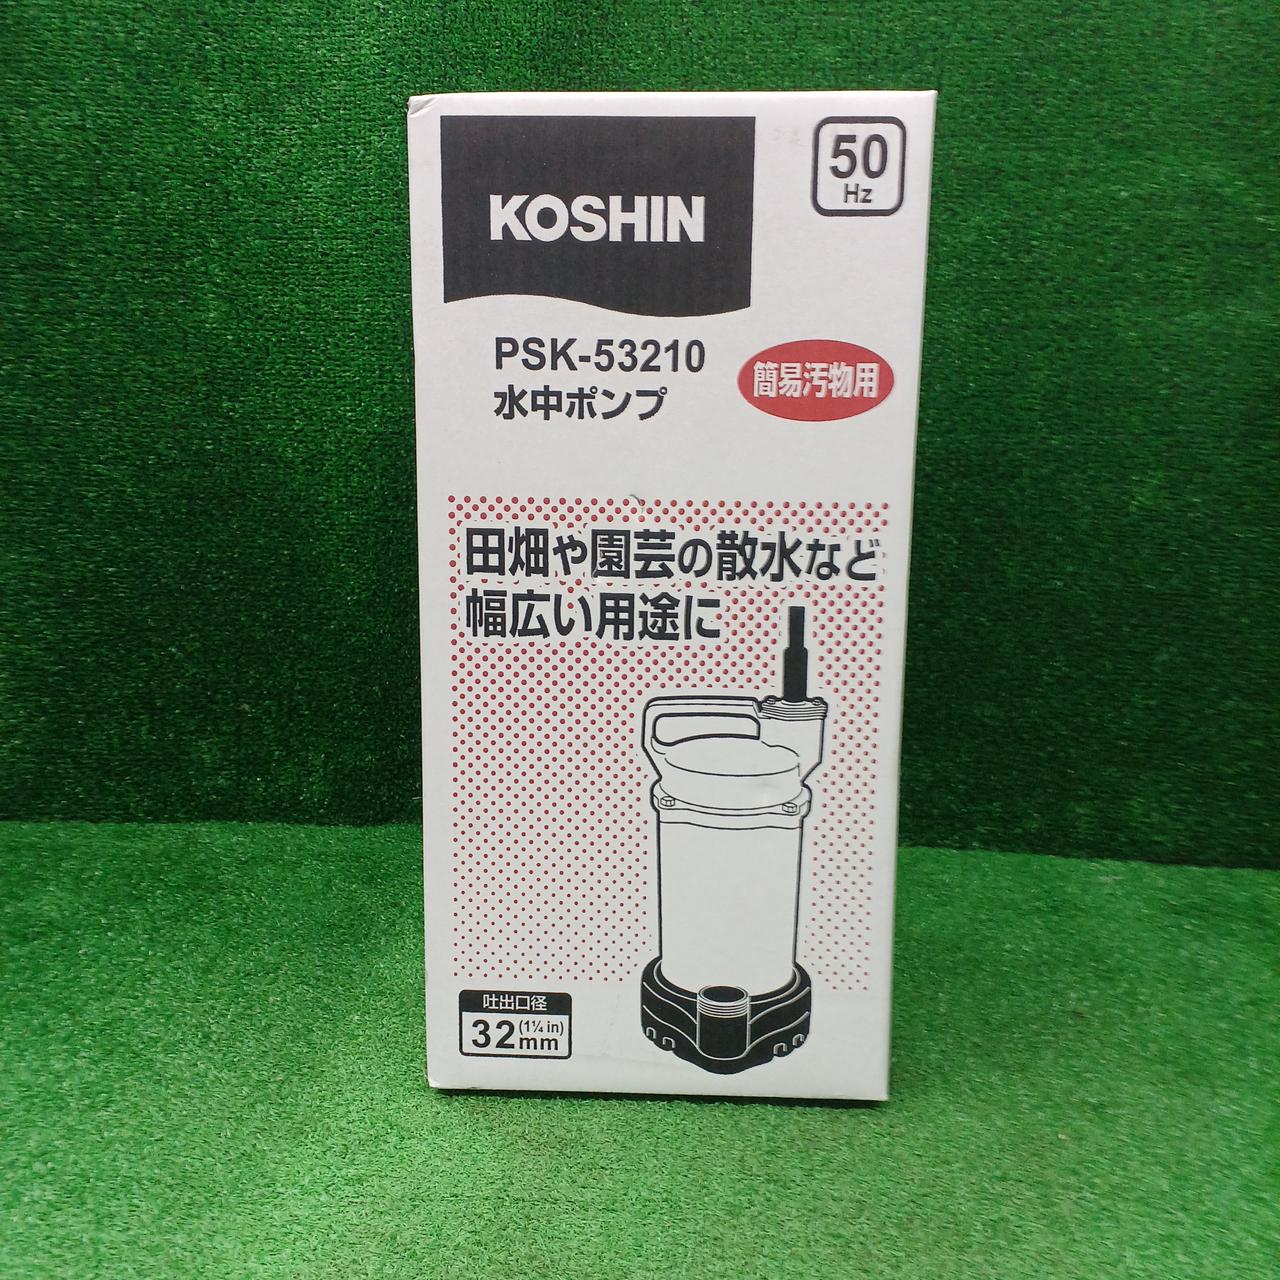 KOSHIN
50
Hz
PSK-53210
水中ポンプ
簡易汚物用
田畑や園芸の散水など
幅広い用途に
吐出口径
32mm (1¼ in)